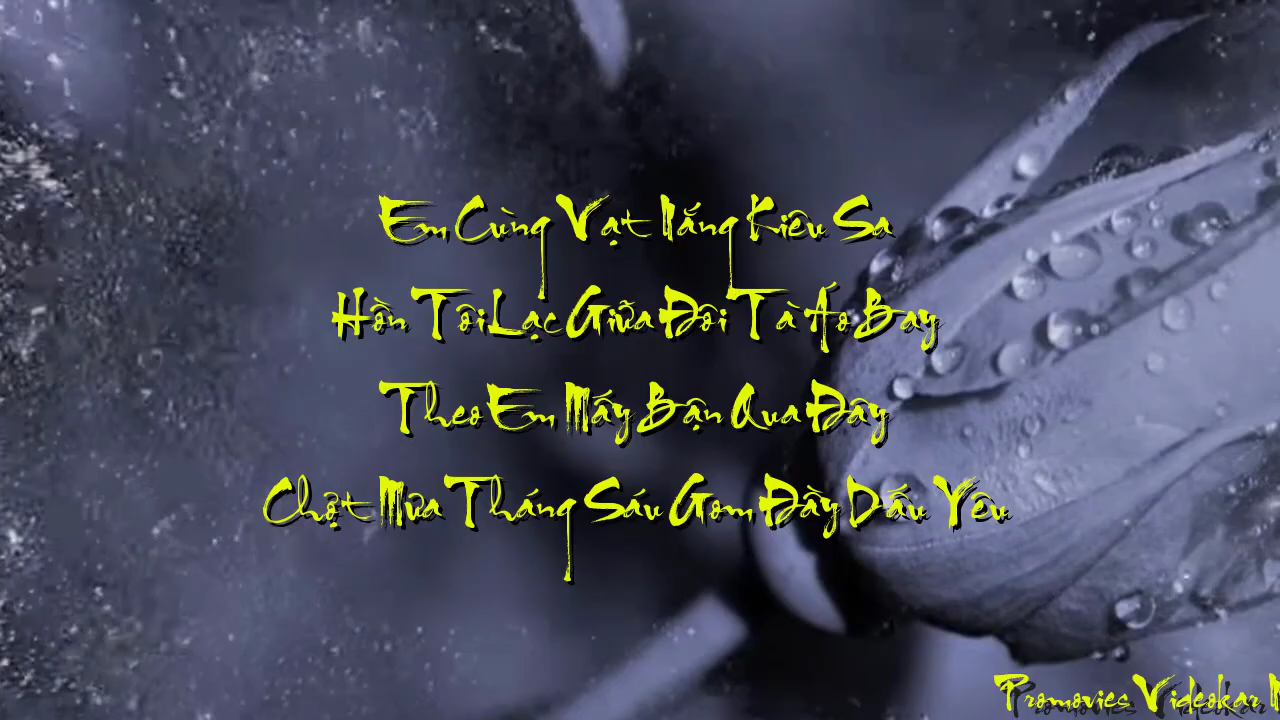 Em Cùng Vạt Nắng Kiêu Sa
Hồn Tôi Lạc Giữa Đôi Tà Áo Bay
Theo Em Mấy Bận Qua Đây
Chợt Mưa Tháng Sáu Gom Đầy Dấu Yêu
Promovies Videokar